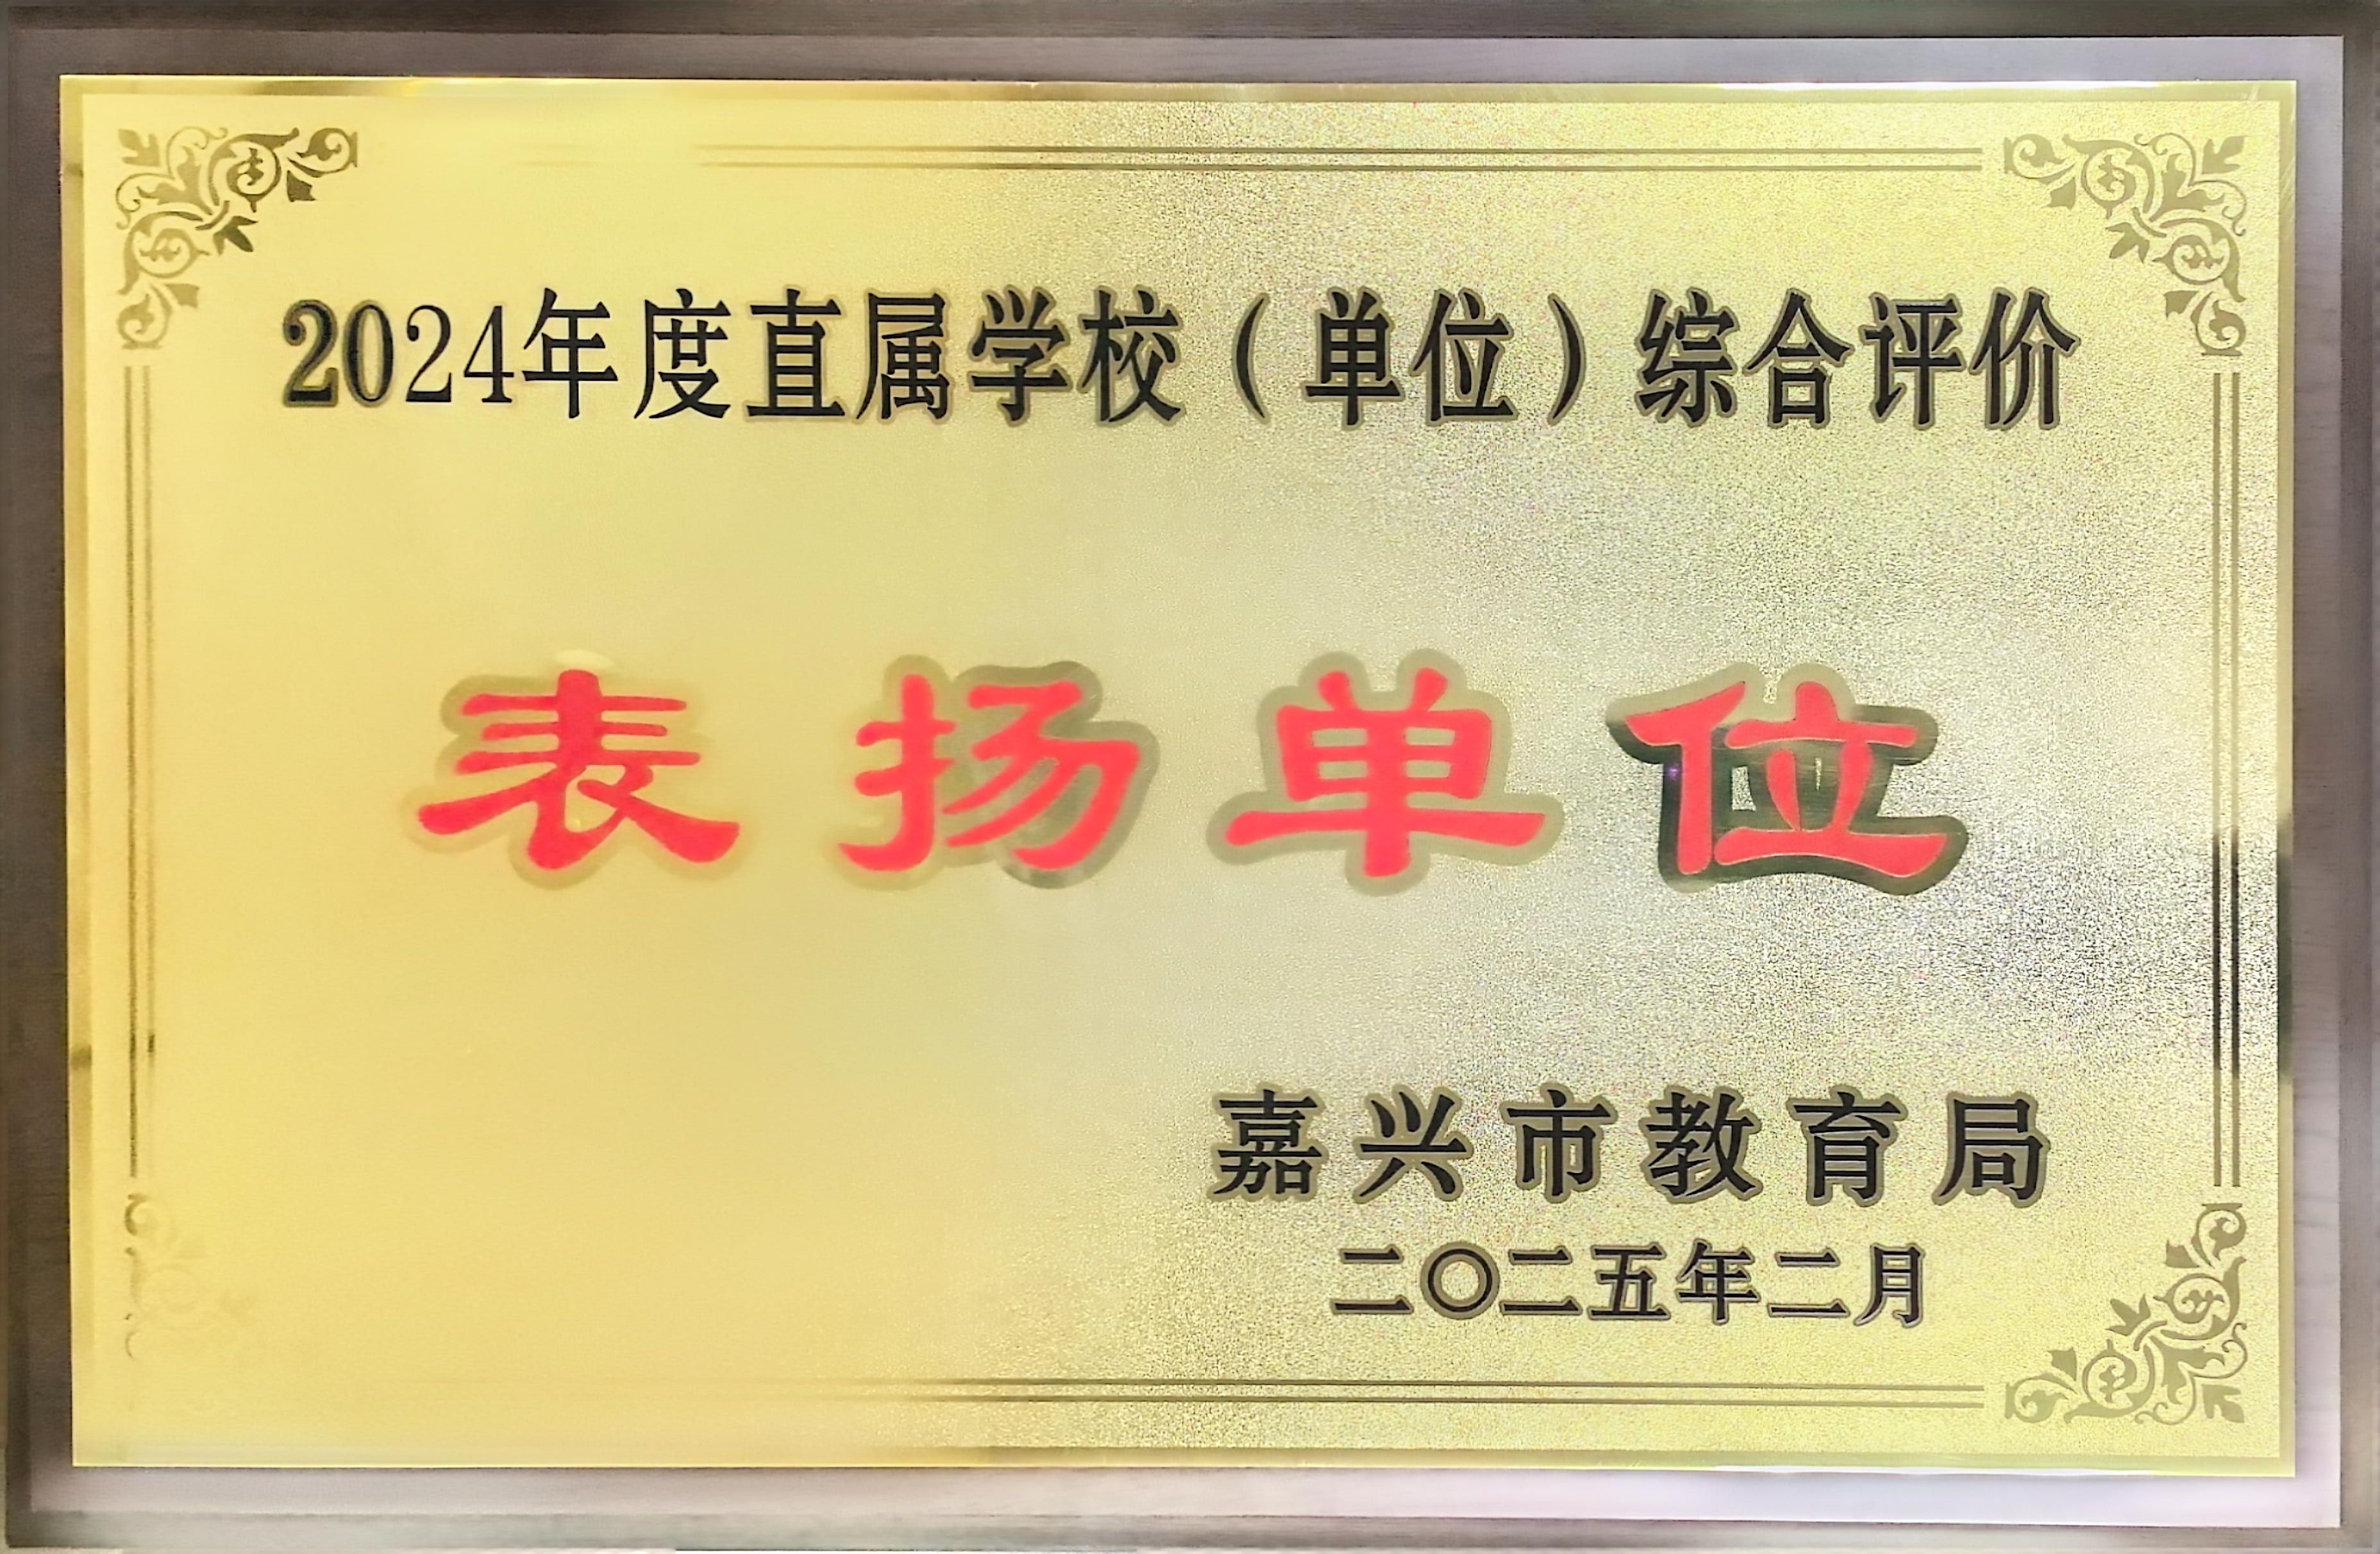 2024年度直属学校（单位）综合评价
表扬单位
嘉兴市教育局
二〇二五年二月